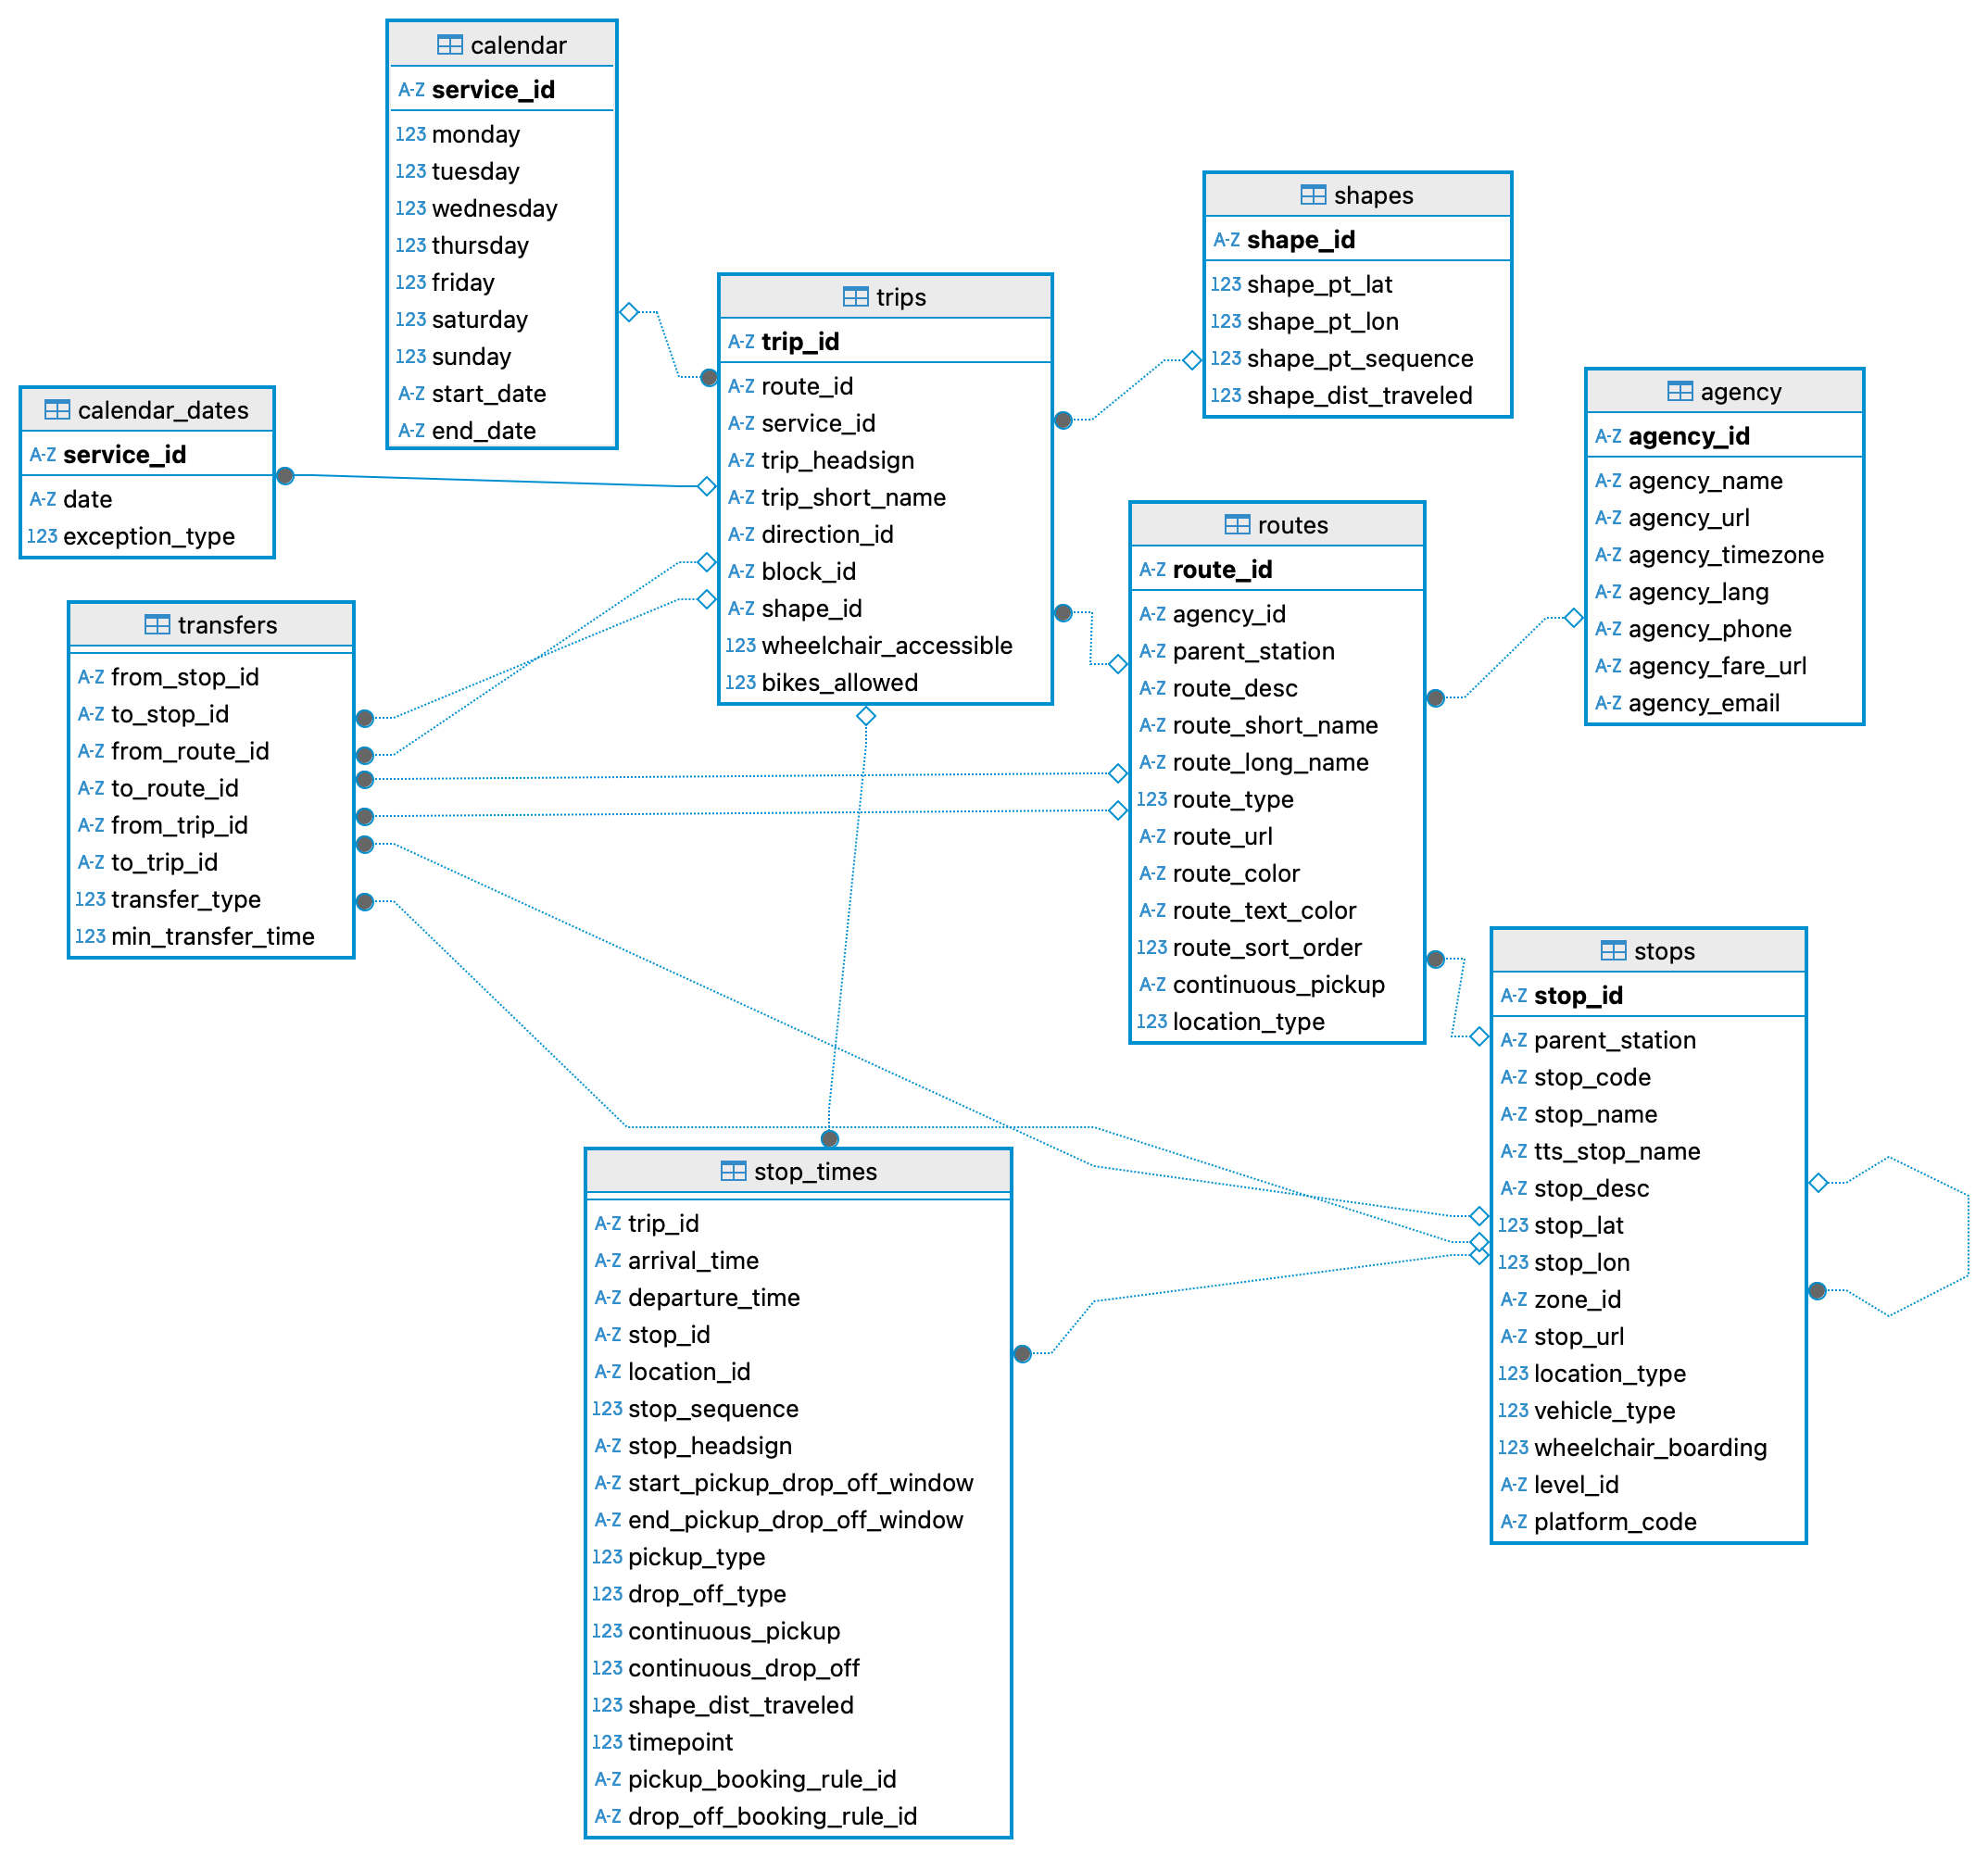 calendar
A-Z service_id
123 monday
123 tuesday
123 wednesday
123 thursday
123 friday
123 saturday
123 sunday
A-Z start_date
A-Z end_date
shapes
A-Z shape_id
123 shape_pt_lat
123 shape_pt_lon
123 shape_pt_sequence
123 shape_dist_traveled
trips
A-Z trip_id
A-Z route_id
A-Z service_id
A-Z trip_headsign
A-Z trip_short_name
A-Z direction_id
A-Z block_id
A-Z shape_id
123 wheelchair_accessible
123 bikes_allowed
agency
A-Z agency_id
A-Z agency_name
A-Z agency_url
A-Z agency_timezone
A-Z agency_lang
A-Z agency_phone
A-Z agency_fare_url
A-Z agency_email
calendar_dates
A-Z service_id
A-Z date
123 exception_type
routes
A-Z route_id
A-Z agency_id
A-Z parent_station
A-Z route_desc
A-Z route_short_name
A-Z route_long_name
123 route_type
A-Z route_url
A-Z route_color
A-Z route_text_color
123 route_sort_order
A-Z continuous_pickup
123 location_type
transfers
A-Z from_stop_id
A-Z to_stop_id
A-Z from_route_id
A-Z to_route_id
A-Z from_trip_id
A-Z to_trip_id
123 transfer_type
123 min_transfer_time
stops
A-Z stop_id
A-Z parent_station
A-Z stop_code
A-Z stop_name
A-Z tts_stop_name
A-Z stop_desc
123 stop_lat
123 stop_lon
A-Z zone_id
A-Z stop_url
123 location_type
123 vehicle_type
123 wheelchair_boarding
A-Z level_id
A-Z platform_code
stop_times
A-Z trip_id
A-Z arrival_time
A-Z departure_time
A-Z stop_id
A-Z location_id
123 stop_sequence
A-Z stop_headsign
A-Z start_pickup_drop_off_window
A-Z end_pickup_drop_off_window
123 pickup_type
123 drop_off_type
123 continuous_pickup
123 continuous_drop_off
123 shape_dist_traveled
123 timepoint
A-Z pickup_booking_rule_id
A-Z drop_off_booking_rule_id